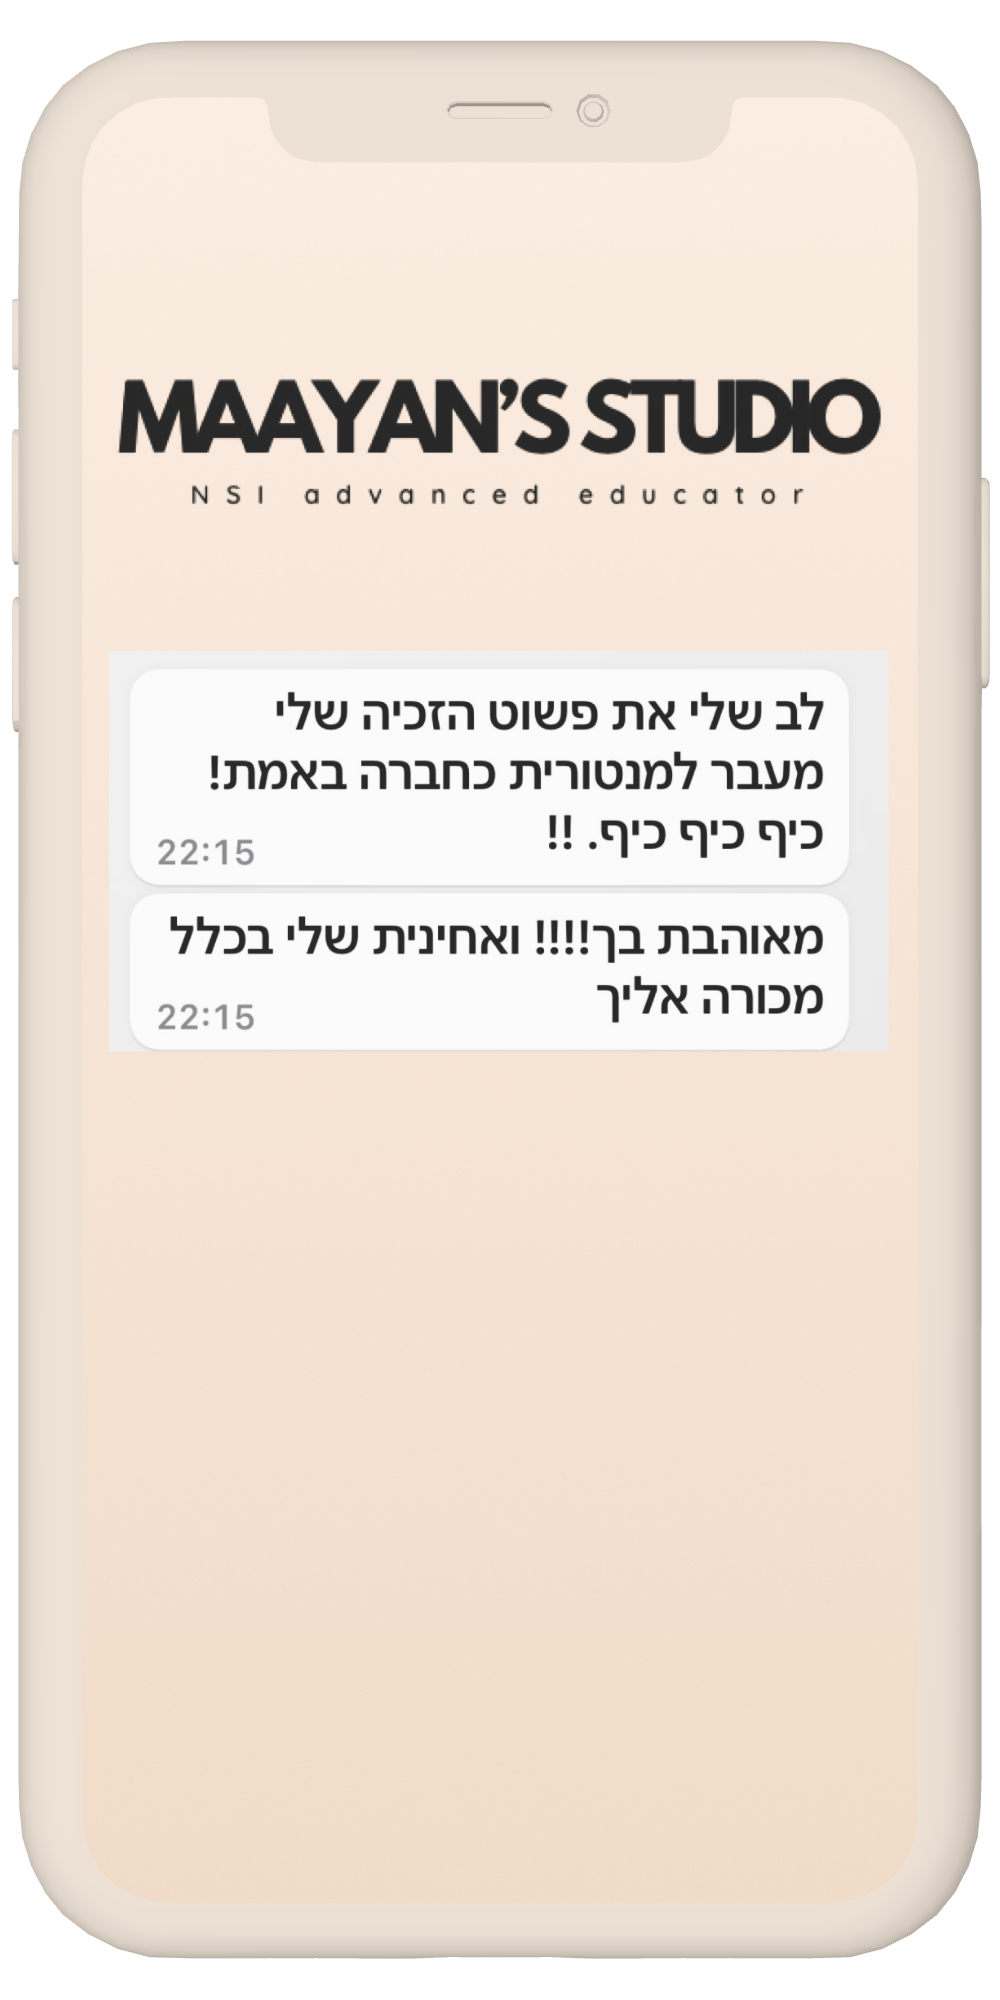 MAAYAN'S STUDIO
NSI advanced educator
לב שלי את פשוט הזכיה שלי
מעבר למנטורית כחברה באמת!
כיף כיף כיף. !!
22:15
מאוהבת בך!!!! ואחינית שלי בכלל
מכורה אליך
22:15